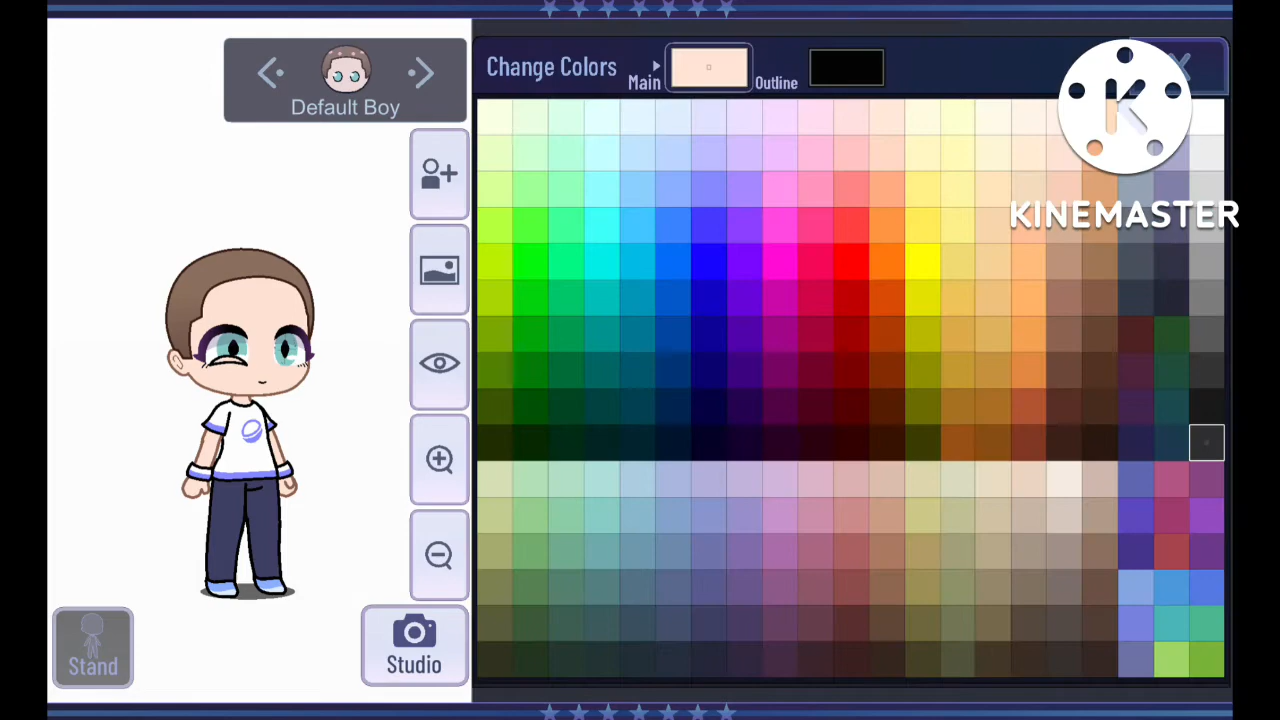 Change Colors
Main
Outline
Default Boy
KINEMASTER
Stand
Studio